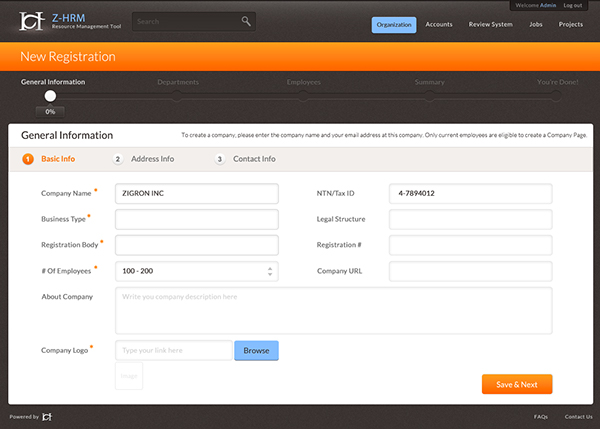 Welcome Admin Log out
Z-HRM
Resource Management Tool
Search
Organization Accounts Review System Jobs Projects
New Registration
General Information Departments Employees Summary You're Done!
0%
General Information
To create a company, please enter the company name and your email address at this company. Only current employees are eligible to create a Company Page.
1 Basic Info 2 Address Info 3 Contact Info
Company Name * ZIGRON INC NTN/Tax ID 4-7894012
Business Type * Legal Structure
Registration Body * Registration #
# Of Employees * 100 - 200 Company URL
About Company Write you company description here
Company Logo * Type your link here Browse
Image
Save & Next
Powered by FAQs Contact Us